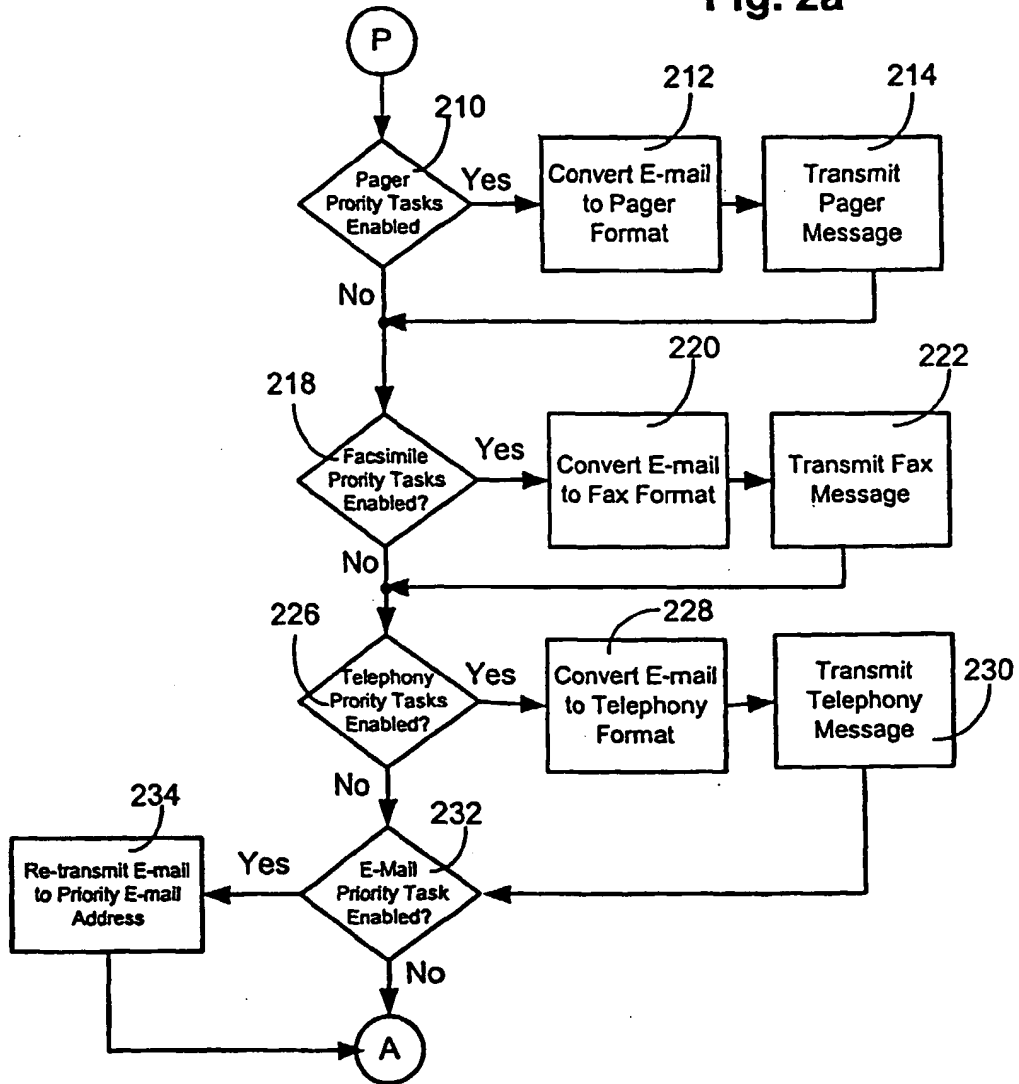 Fig. 2a
P
210
212
214
Pager
Prority Tasks
Enabled
Yes
Convert E-mail
to Pager
Format
Transmit
Pager
Message
No
218
220
222
Facsimile
Prority Tasks
Enabled?
Yes
Convert E-mail
to Fax Format
Transmit Fax
Message
No
226
228
230
Telephony
Prority Tasks
Enabled?
Yes
Convert E-mail
to Telephony
Format
Transmit
Telephony
Message
No
234
232
Re-transmit E-mail
to Priority E-mail
Address
Yes
E-Mail
Priority Task
Enabled?
No
A